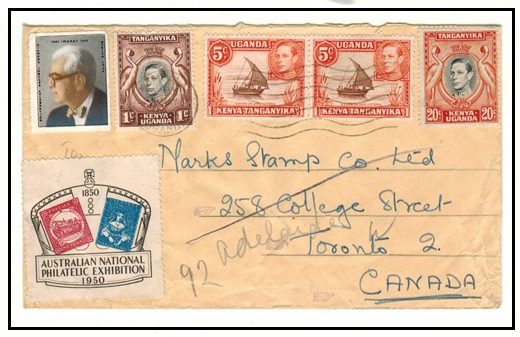 TANGANYIKA
1c 1c
KENYA-
UGANDA
UGANDA
5c
KENYA TANGANYIKA
UGANDA
5c
KENYA TANGANYIKA
TANGANYIKA
20c 20c
KENYA-
UGANDA
Marks Stamp Co. Ltd
258 College Street
92 Adelaide W
Toronto 2.
CANADA
1850
AUSTRALIAN NATIONAL
PHILATELIC EXHIBITION
1950